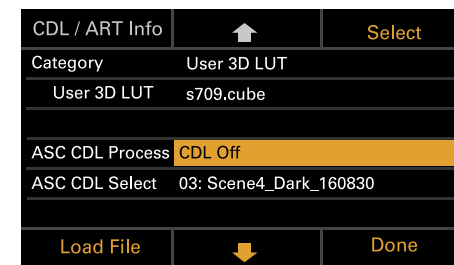 CDL / ART Info Select
Category User 3D LUT
User 3D LUT s709.cube
ASC CDL Process CDL Off
ASC CDL Select 03: Scene4_Dark_160830
Load File Done